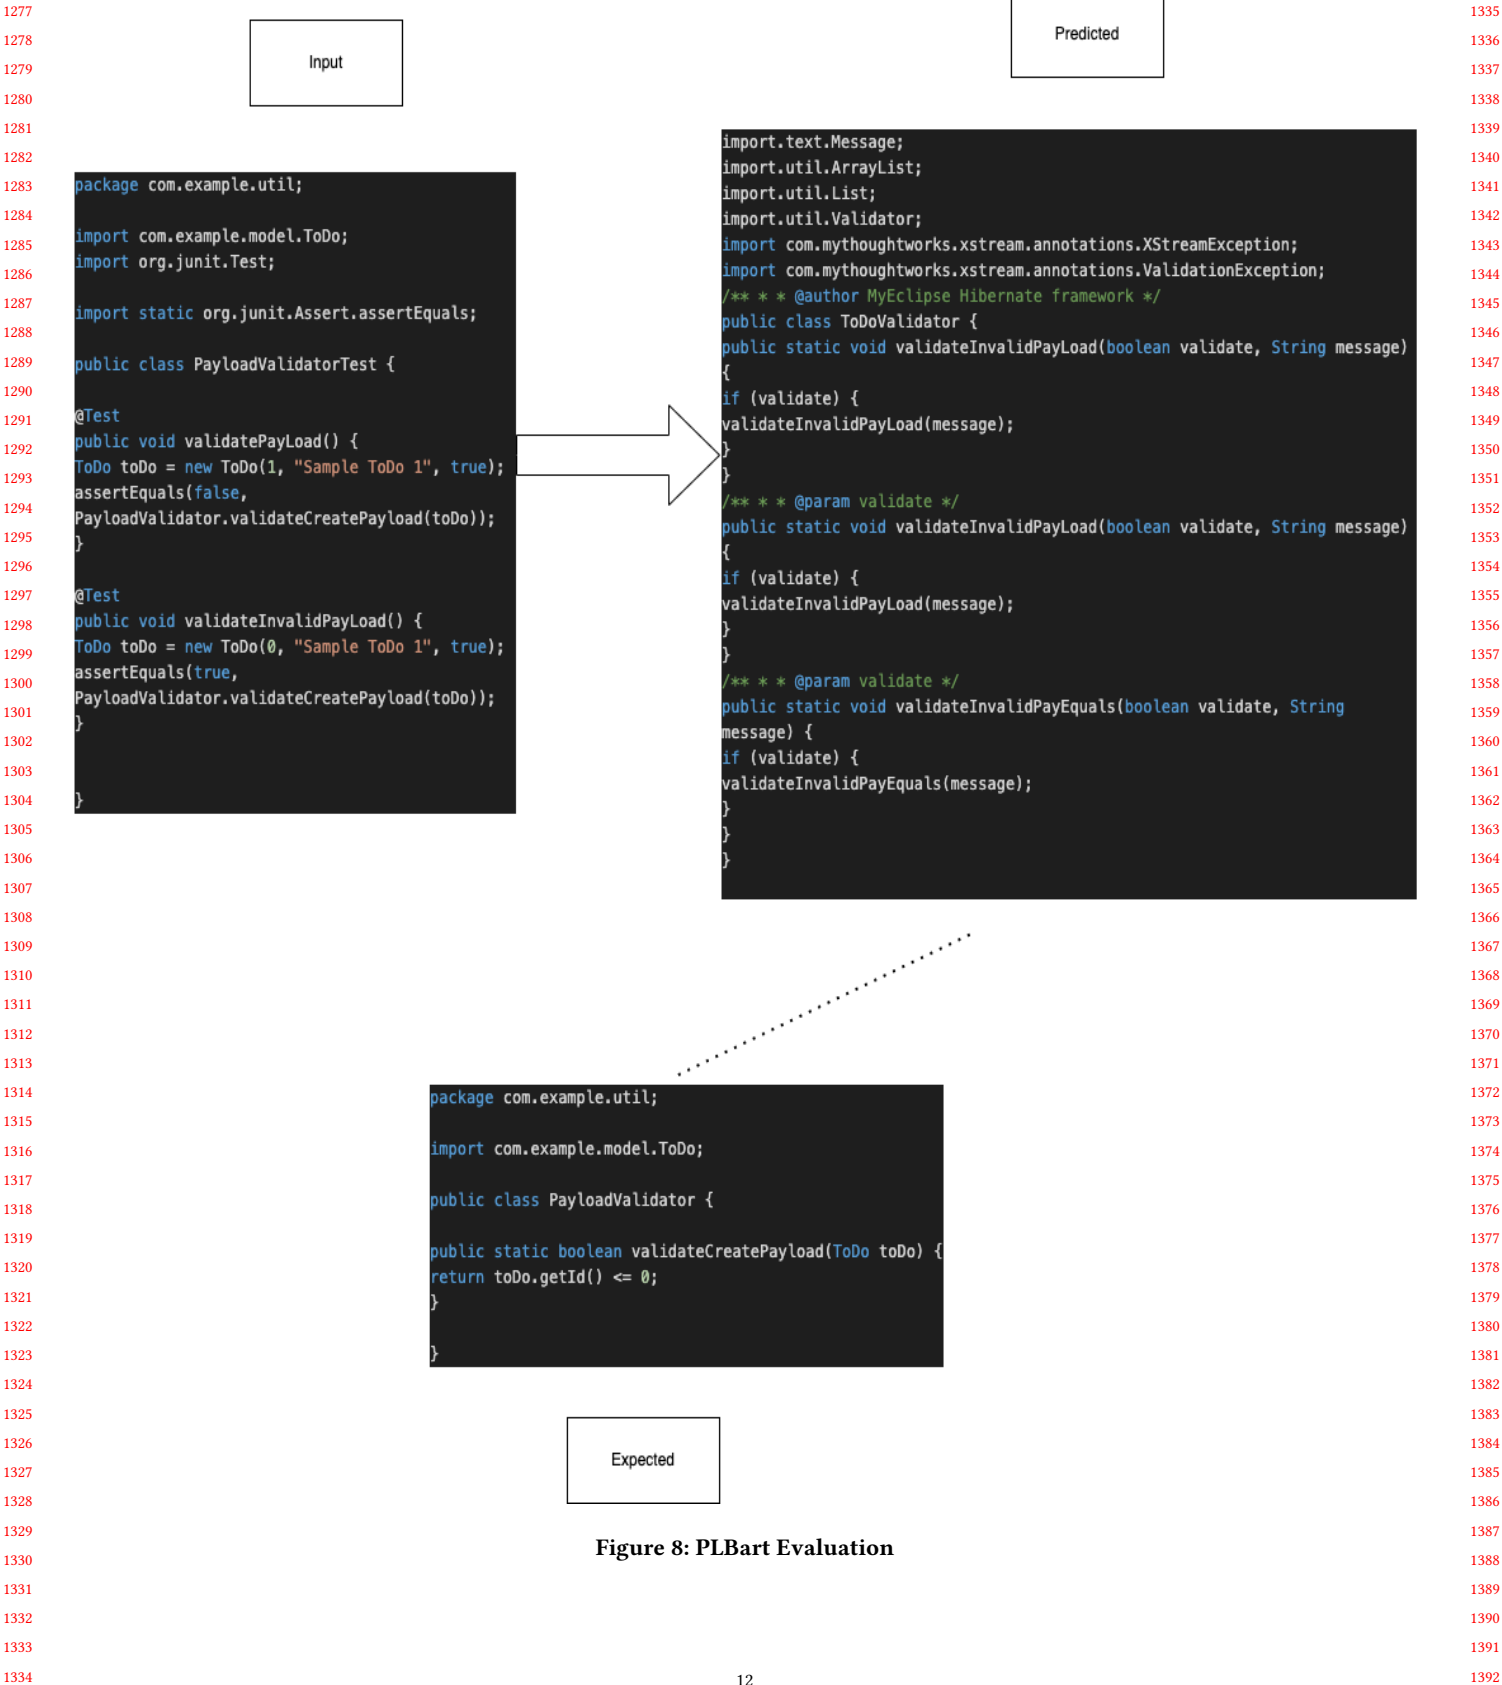 Input
package com.example.util;
import com.example.model.ToDo;
import org.junit.Test;
import static org.junit.Assert.assertEquals;
public class PayloadValidatorTest {
@Test
public void validatePayLoad() {
ToDo toDo = new ToDo(1, "Sample ToDo 1", true);
assertEquals(false,
PayloadValidator.validateCreatePayload(toDo));
}
@Test
public void validateInvalidPayLoad() {
ToDo toDo = new ToDo(0, "Sample ToDo 1", true);
assertEquals(true,
PayloadValidator.validateCreatePayload(toDo));
}
}
Predicted
import.text.Message;
import.util.ArrayList;
import.util.List;
import.util.Validator;
import com.mythoughtworks.xstream.annotations.XStreamException;
import com.mythoughtworks.xstream.annotations.ValidationException;
/** * * @author MyEclipse Hibernate framework */
public class ToDoValidator {
public static void validateInvalidPayLoad(boolean validate, String message)
{
if (validate) {
validateInvalidPayLoad(message);
}
}
/** * * @param validate */
public static void validateInvalidPayLoad(boolean validate, String message)
{
if (validate) {
validateInvalidPayLoad(message);
}
}
/** * * @param validate */
public static void validateInvalidPayEquals(boolean validate, String
message) {
if (validate) {
validateInvalidPayEquals(message);
}
}
}
package com.example.util;
import com.example.model.ToDo;
public class PayloadValidator {
public static boolean validateCreatePayload(ToDo toDo) {
return toDo.getId() <= 0;
}
}
Expected
Figure 8: PLBart Evaluation
12
1277
1278
1279
1280
1281
1282
1283
1284
1285
1286
1287
1288
1289
1290
1291
1292
1293
1294
1295
1296
1297
1298
1299
1300
1301
1302
1303
1304
1305
1306
1307
1308
1309
1310
1311
1312
1313
1314
1315
1316
1317
1318
1319
1320
1321
1322
1323
1324
1325
1326
1327
1328
1329
1330
1331
1332
1333
1334
1335
1336
1337
1338
1339
1340
1341
1342
1343
1344
1345
1346
1347
1348
1349
1350
1351
1352
1353
1354
1355
1356
1357
1358
1359
1360
1361
1362
1363
1364
1365
1366
1367
1368
1369
1370
1371
1372
1373
1374
1375
1376
1377
1378
1379
1380
1381
1382
1383
1384
1385
1386
1387
1388
1389
1390
1391
1392